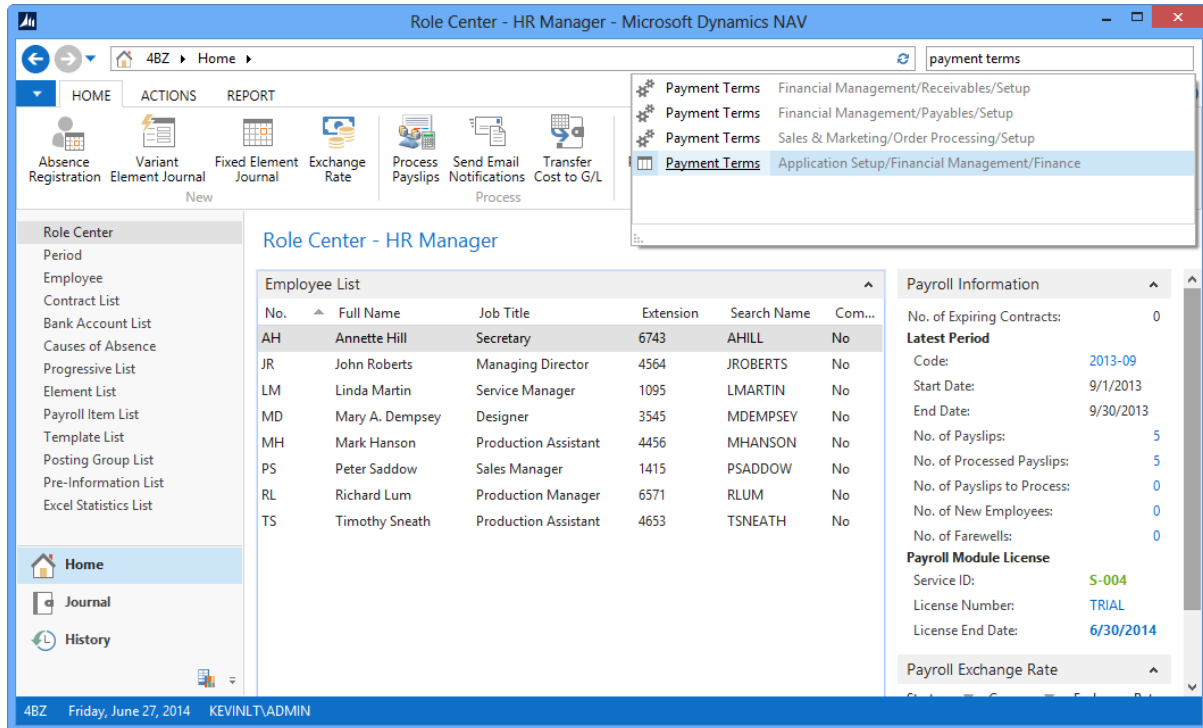 Role Center - HR Manager - Microsoft Dynamics NAV
4BZ Home
payment terms
Payment Terms Financial Management/Receivables/Setup
Payment Terms Financial Management/Payables/Setup
Payment Terms Sales & Marketing/Order Processing/Setup
Payment Terms Application Setup/Financial Management/Finance
HOME ACTIONS REPORT
Absence Registration
Variant Element Journal
Fixed Element Journal
Exchange Rate
New
Process Payslips
Send Email Notifications
Transfer Cost to G/L
Process
Role Center
Period
Employee
Contract List
Bank Account List
Causes of Absence
Progressive List
Element List
Payroll Item List
Template List
Posting Group List
Pre-Information List
Excel Statistics List
Home
Journal
History
Role Center - HR Manager
Employee List
No. Full Name Job Title Extension Search Name Com...
AH Annette Hill Secretary 6743 AHILL No
JR John Roberts Managing Director 4564 JROBERTS No
LM Linda Martin Service Manager 1095 LMARTIN No
MD Mary A. Dempsey Designer 3545 MDEMPSEY No
MH Mark Hanson Production Assistant 4456 MHANSON No
PS Peter Saddow Sales Manager 1415 PSADDOW No
RL Richard Lum Production Manager 6571 RLUM No
TS Timothy Sneath Production Assistant 4653 TSNEATH No
Payroll Information
No. of Expiring Contracts: 0
Latest Period
Code: 2013-09
Start Date: 9/1/2013
End Date: 9/30/2013
No. of Payslips: 5
No. of Processed Payslips: 5
No. of Payslips to Process: 0
No. of New Employees: 0
No. of Farewells: 0
Payroll Module License
Service ID: S-004
License Number: TRIAL
License End Date: 6/30/2014
Payroll Exchange Rate
4BZ Friday, June 27, 2014 KEVINLT\ADMIN